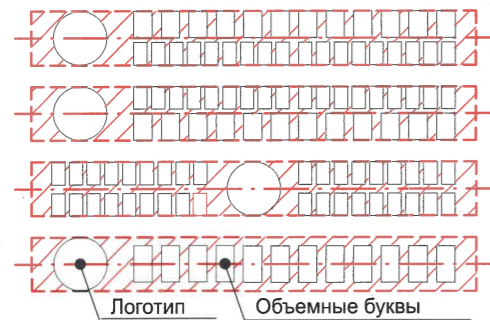 Логотип
Объемные буквы